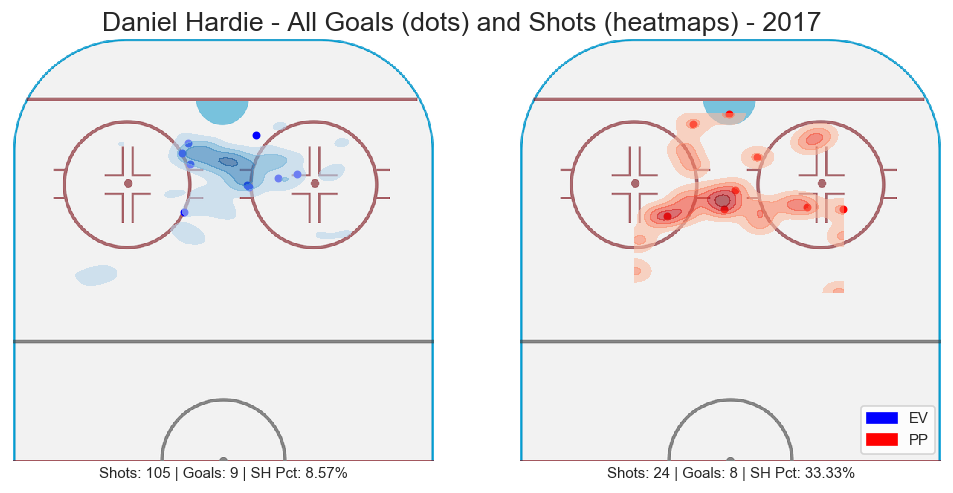 Daniel Hardie - All Goals (dots) and Shots (heatmaps) - 2017
EV
PP
Shots: 105 | Goals: 9 | SH Pct: 8.57%
Shots: 24 | Goals: 8 | SH Pct: 33.33%